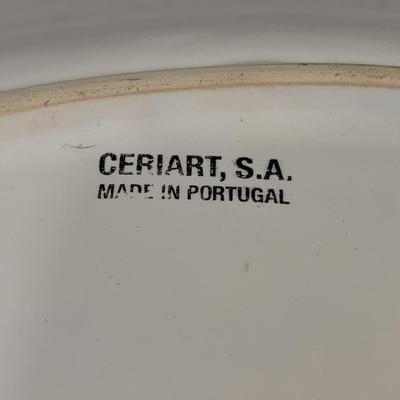 CERIART, S.A.
MADE IN PORTUGAL